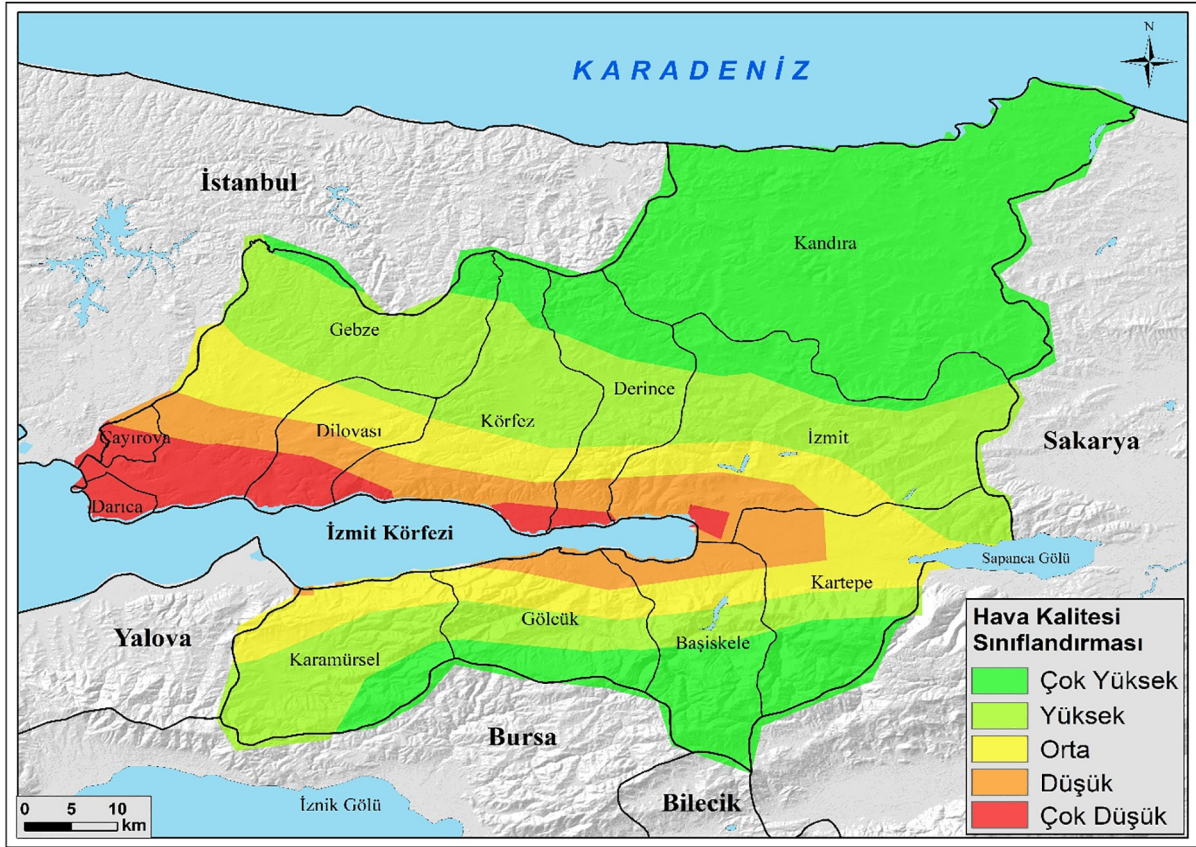 N
KARADENİZ
İstanbul
Kandıra
Gebze
Derince
Körfez
Dilovası
İzmit
Çayırova
Sakarya
Darıca
İzmit Körfezi
Sapanca Gölü
Kartepe
Yalova
Gölcük
Başiskele
Karamürsel
Bursa
İznik Gölü
Bilecik
Hava Kalitesi
Sınıflandırması
Çok Yüksek
Yüksek
Orta
Düşük
Çok Düşük
0 5 10
km